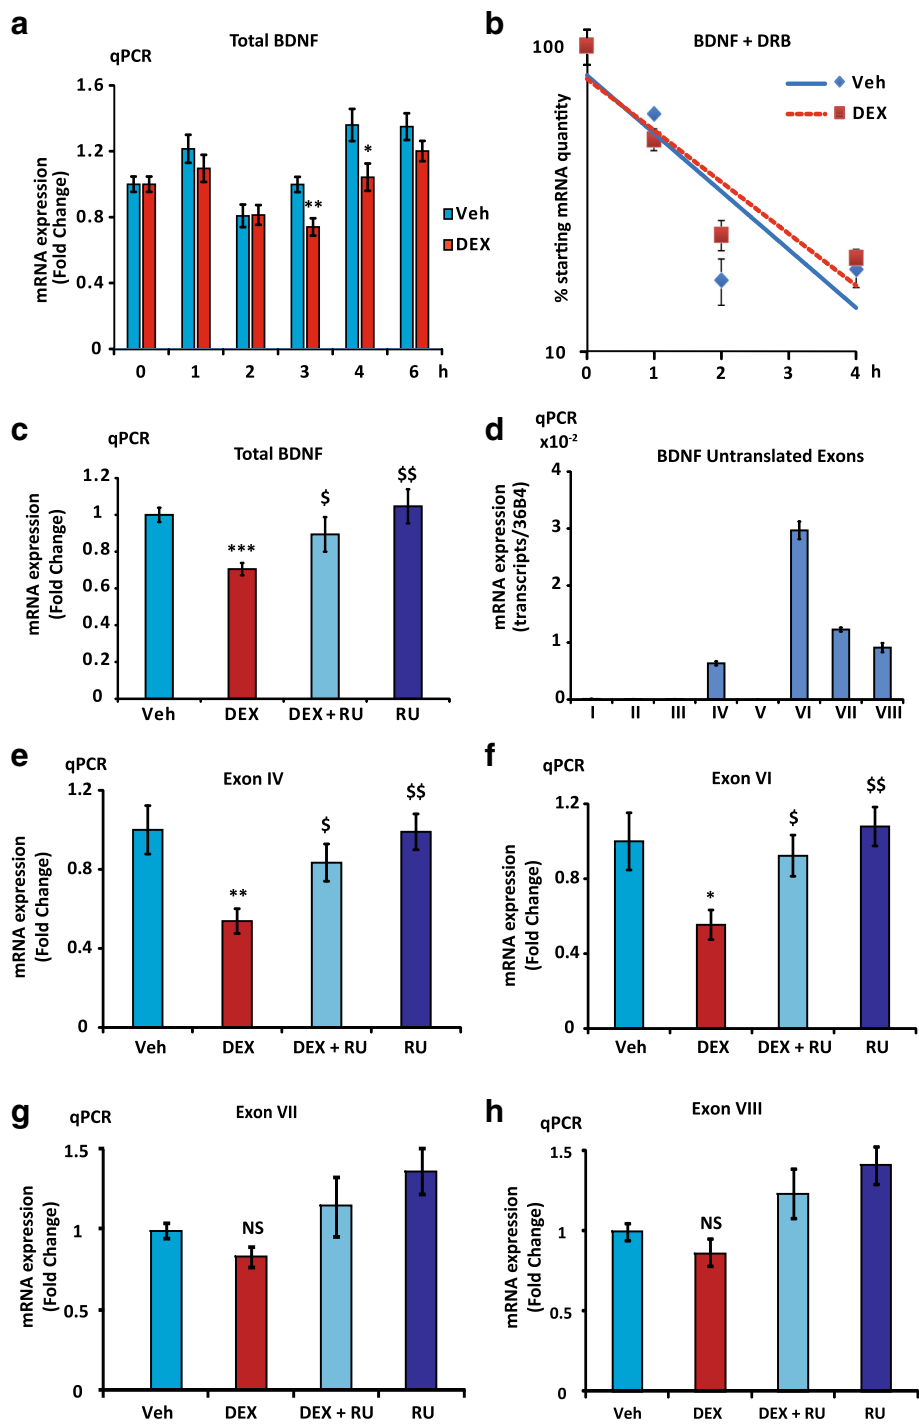 a
Total BDNF
qPCR
mRNA expression
(Fold Change)
1.6
1.2
0.8
0.4
0
**
*
Veh
DEX
0 1 2 3 4 6 h
b
BDNF + DRB
% starting mRNA quantity
100
10
Veh
DEX
0 1 2 3 4 h
c
qPCR
Total BDNF
mRNA expression
(Fold Change)
1.2
1
0.8
0.6
0.4
0.2
0
***
$
$$
Veh DEX DEX + RU RU
d
qPCR
x10-2
BDNF Untranslated Exons
mRNA expression
(transcripts/36B4)
4
3
2
1
0
I II III IV V VI VII VIII
e
qPCR
Exon IV
mRNA expression
(Fold Change)
1.2
0.8
0.4
0
**
$
$$
Veh DEX DEX + RU RU
f
qPCR
Exon VI
mRNA expression
(Fold Change)
1.2
0.8
0.4
0
*
$
$$
Veh DEX DEX + RU RU
g
qPCR
Exon VII
mRNA expression
(Fold Change)
1.5
1
0.5
0
NS
Veh DEX DEX + RU RU
h
qPCR
Exon VIII
mRNA expression
(Fold Change)
1.5
1
0.5
0
NS
Veh DEX DEX + RU RU